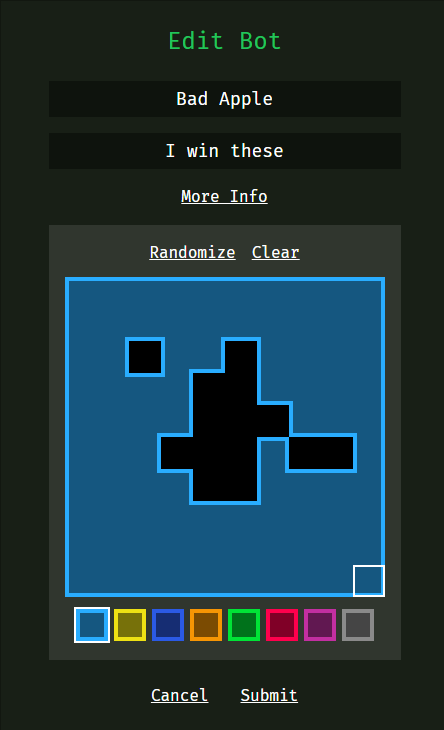 Edit Bot
Bad Apple
I win these
More Info
Randomize Clear
Cancel Submit